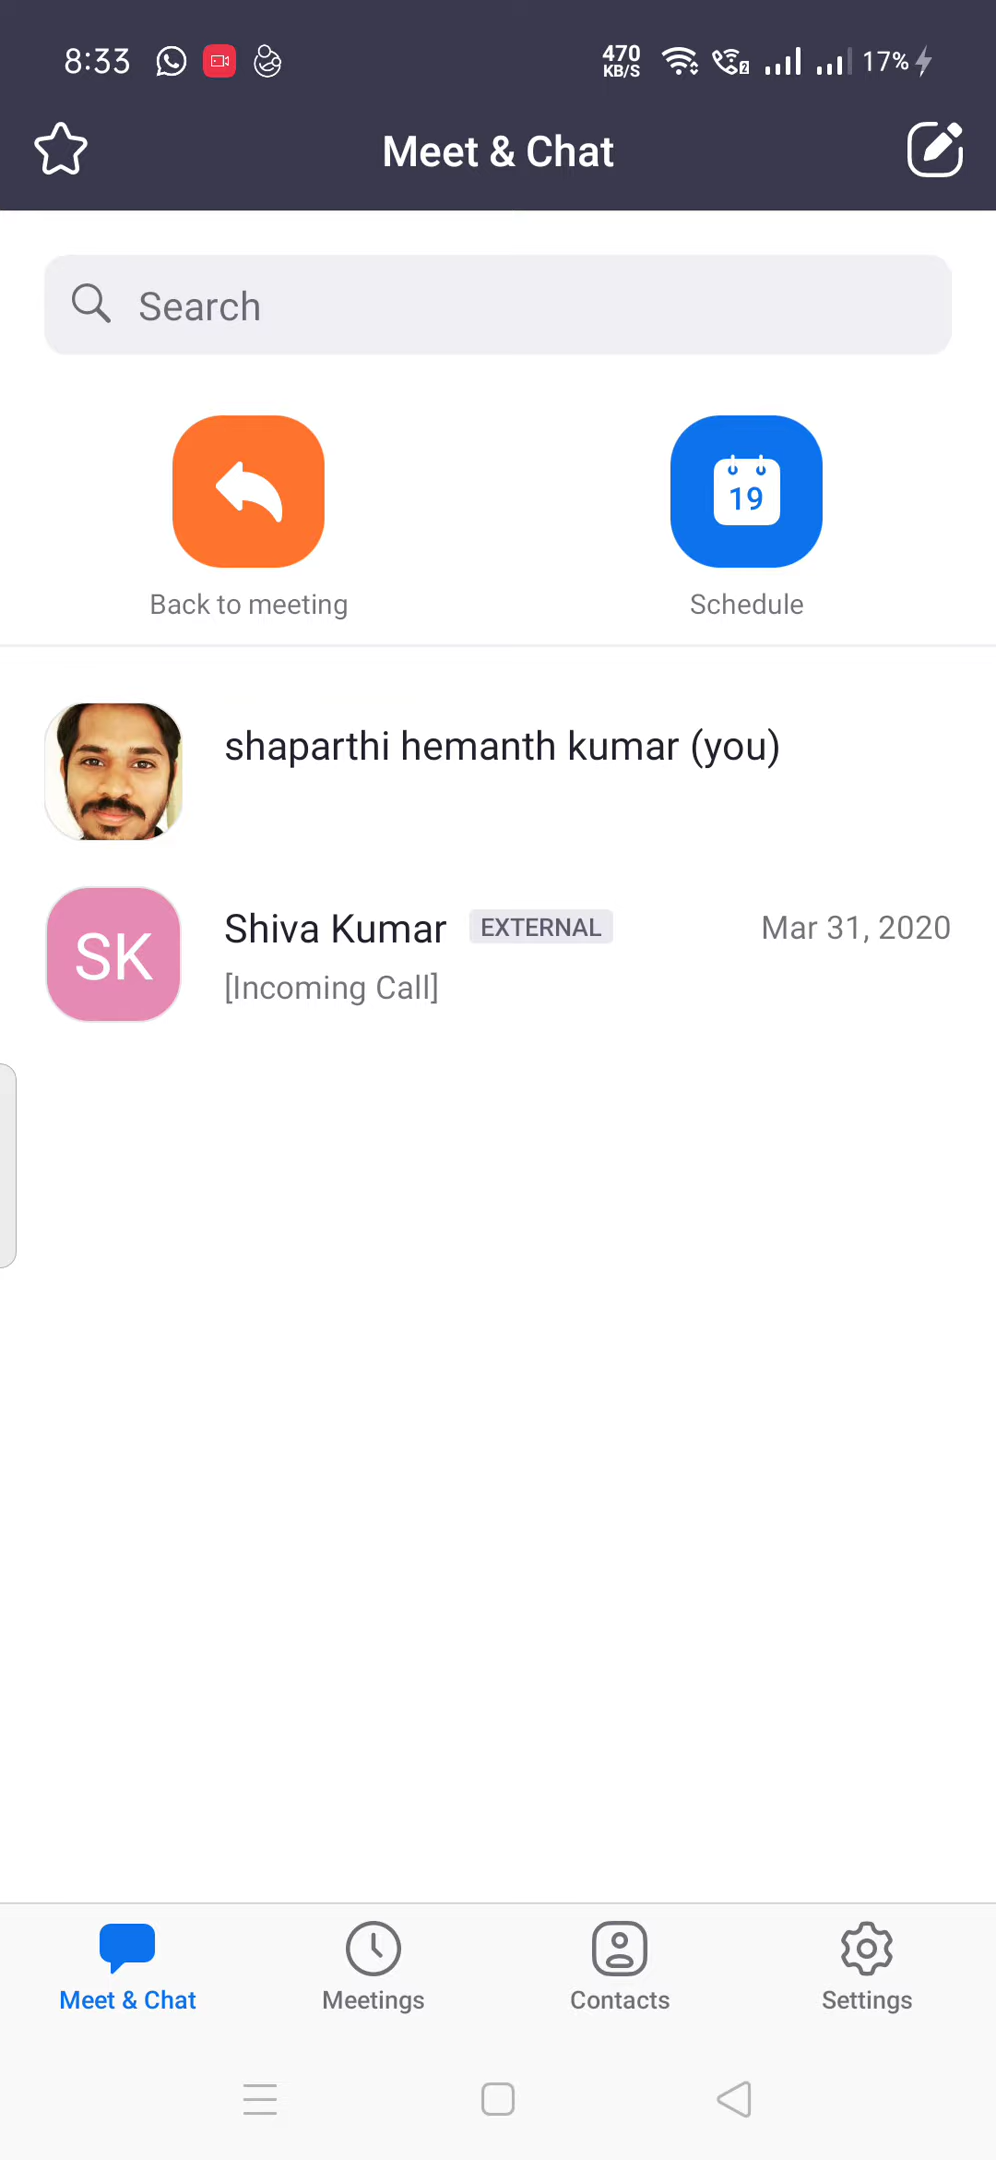 8:33
470
KB/S
2
17%
Meet & Chat
Search
19
Back to meeting
Schedule
shaparthi hemanth kumar (you)
SK
Shiva Kumar EXTERNAL Mar 31, 2020
[Incoming Call]
Meet & Chat
Meetings
Contacts
Settings